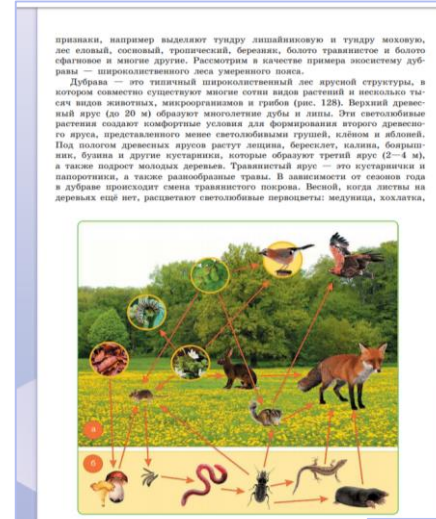 признаки, например выделяют тундру лишайниковую и тундру моховую,
лес еловый, сосновый, тропический, березняк, болото травянистое и болото
сфагновое и многие другие. Рассмотрим в качестве примера экосистему дуб-
равы — широколиственного леса умеренного пояса.
Дубрава — это типичный широколиственный лес ярусной структуры, в
котором совместно существуют многие сотни видов растений и несколько ты-
сяч видов животных, микроорганизмов и грибов (рис. 128). Верхний древес-
ный ярус (до 20 м) образуют многолетние дубы и липы. Эти светолюбивые
растения создают комфортные условия для формирования второго древесно-
го яруса, представленного менее светолюбивыми грушей, клёном и яблоней.
Под пологом древесных ярусов растут лещина, бересклет, калина, боярыш-
ник, бузина и другие кустарники, которые образуют третий ярус (2—4 м),
а также подрост молодых деревьев. Травянистый ярус — это кустарнички и
папоротники, а также разнообразные травы. В зависимости от сезонов года
в дубраве происходит смена травянистого покрова. Весной, когда листвы на
деревьях ещё нет, расцветают светолюбивые первоцветы: медуница, хохлатка,
а
б